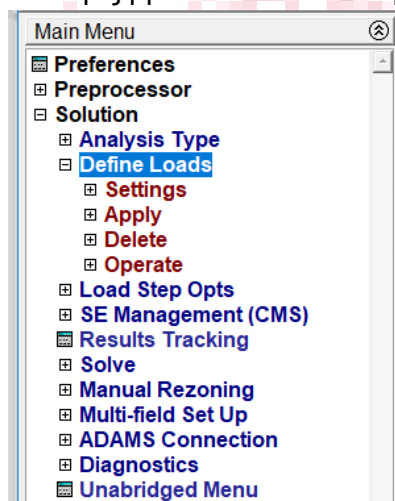 Main Menu
Preferences
Preprocessor
Solution
Analysis Type
Define Loads
Settings
Apply
Delete
Operate
Load Step Opts
SE Management (CMS)
Results Tracking
Solve
Manual Rezoning
Multi-field Set Up
ADAMS Connection
Diagnostics
Unabridged Menu